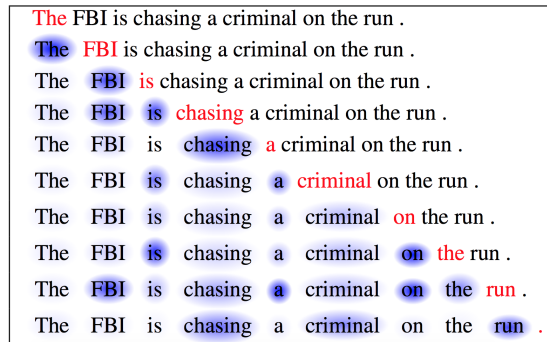 The FBI is chasing a criminal on the run .
The FBI is chasing a criminal on the run .
The FBI is chasing a criminal on the run .
The FBI is chasing a criminal on the run .
The FBI is chasing a criminal on the run .
The FBI is chasing a criminal on the run .
The FBI is chasing a criminal on the run .
The FBI is chasing a criminal on the run .
The FBI is chasing a criminal on the run .
The FBI is chasing a criminal on the run .